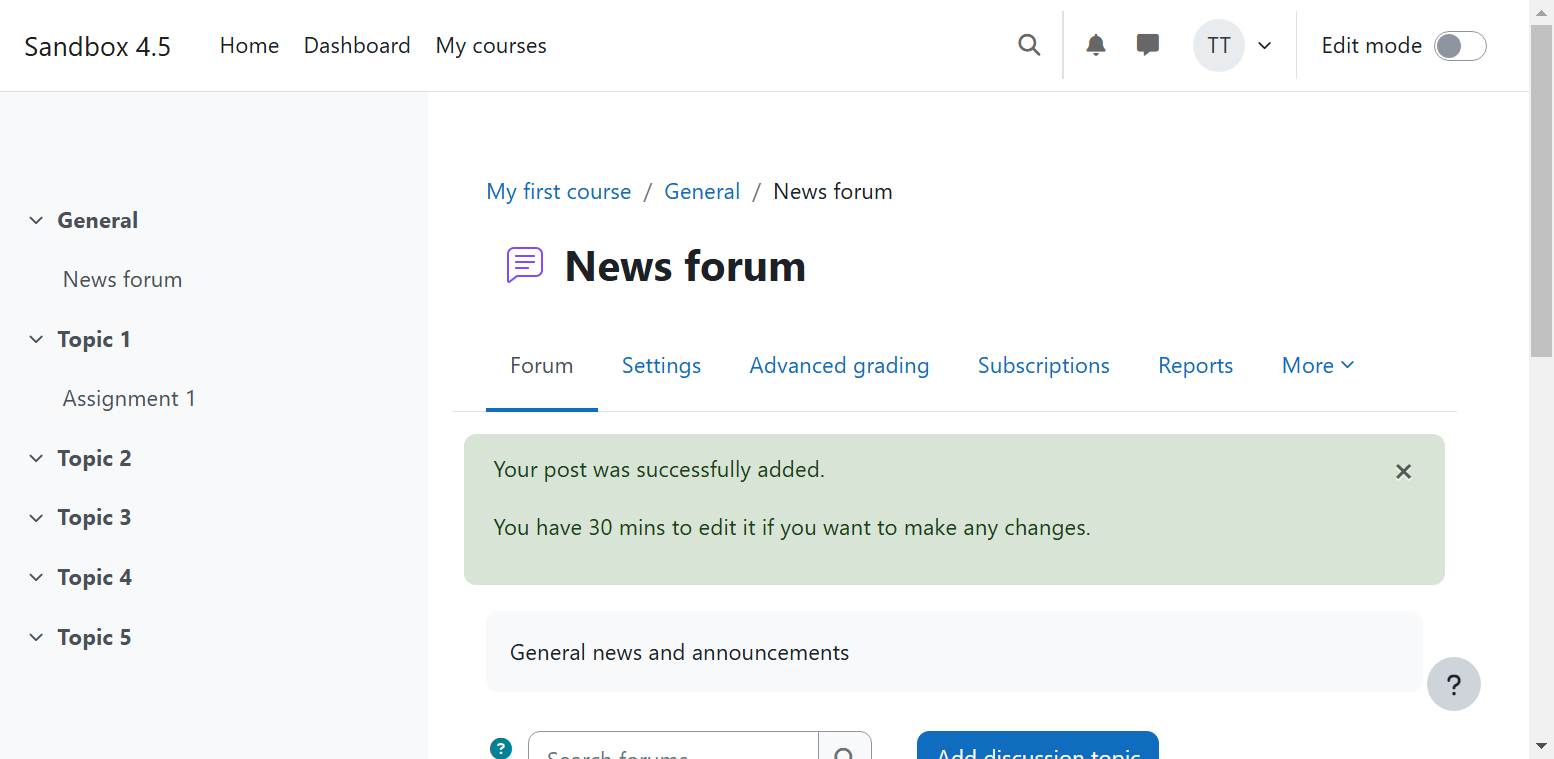 Sandbox 4.5 Home Dashboard My courses TT Edit mode
General
News forum
Topic 1
Assignment 1
Topic 2
Topic 3
Topic 4
Topic 5
My first course / General / News forum
News forum
Forum Settings Advanced grading Subscriptions Reports More
Your post was successfully added.
You have 30 mins to edit it if you want to make any changes.
General news and announcements
?
? Search forums Add discussion topic